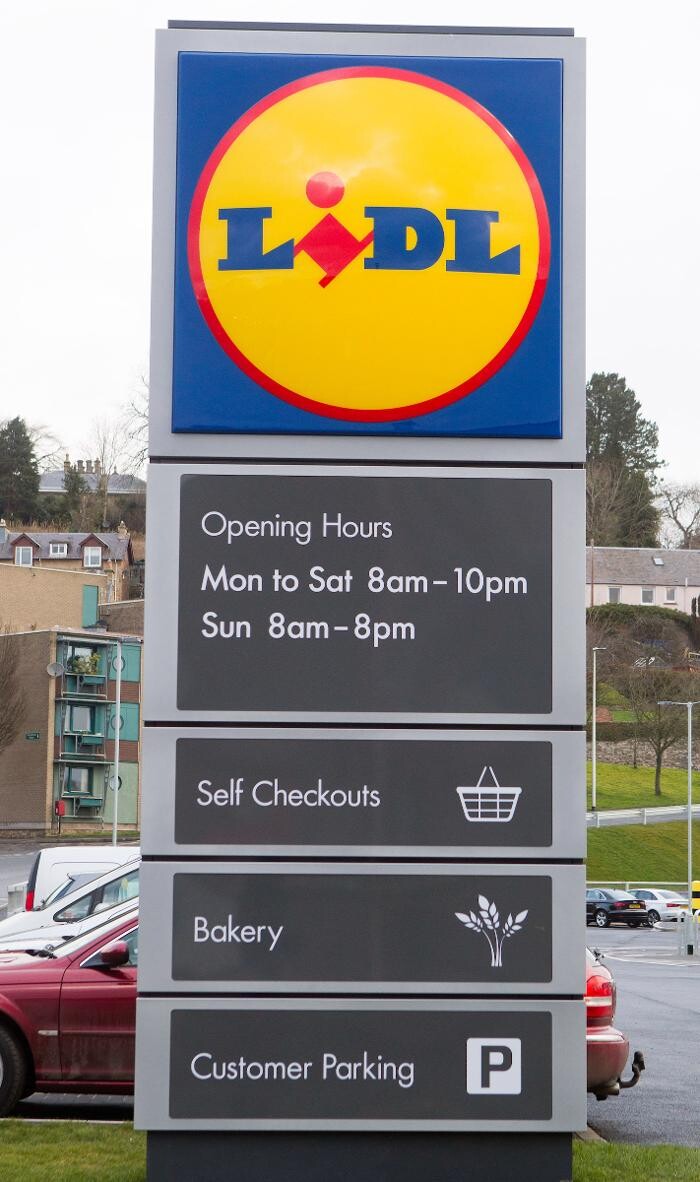 LiDL
Opening Hours
Mon to Sat 8am–10pm
Sun 8am–8pm
Self Checkouts
Bakery
Customer Parking
P